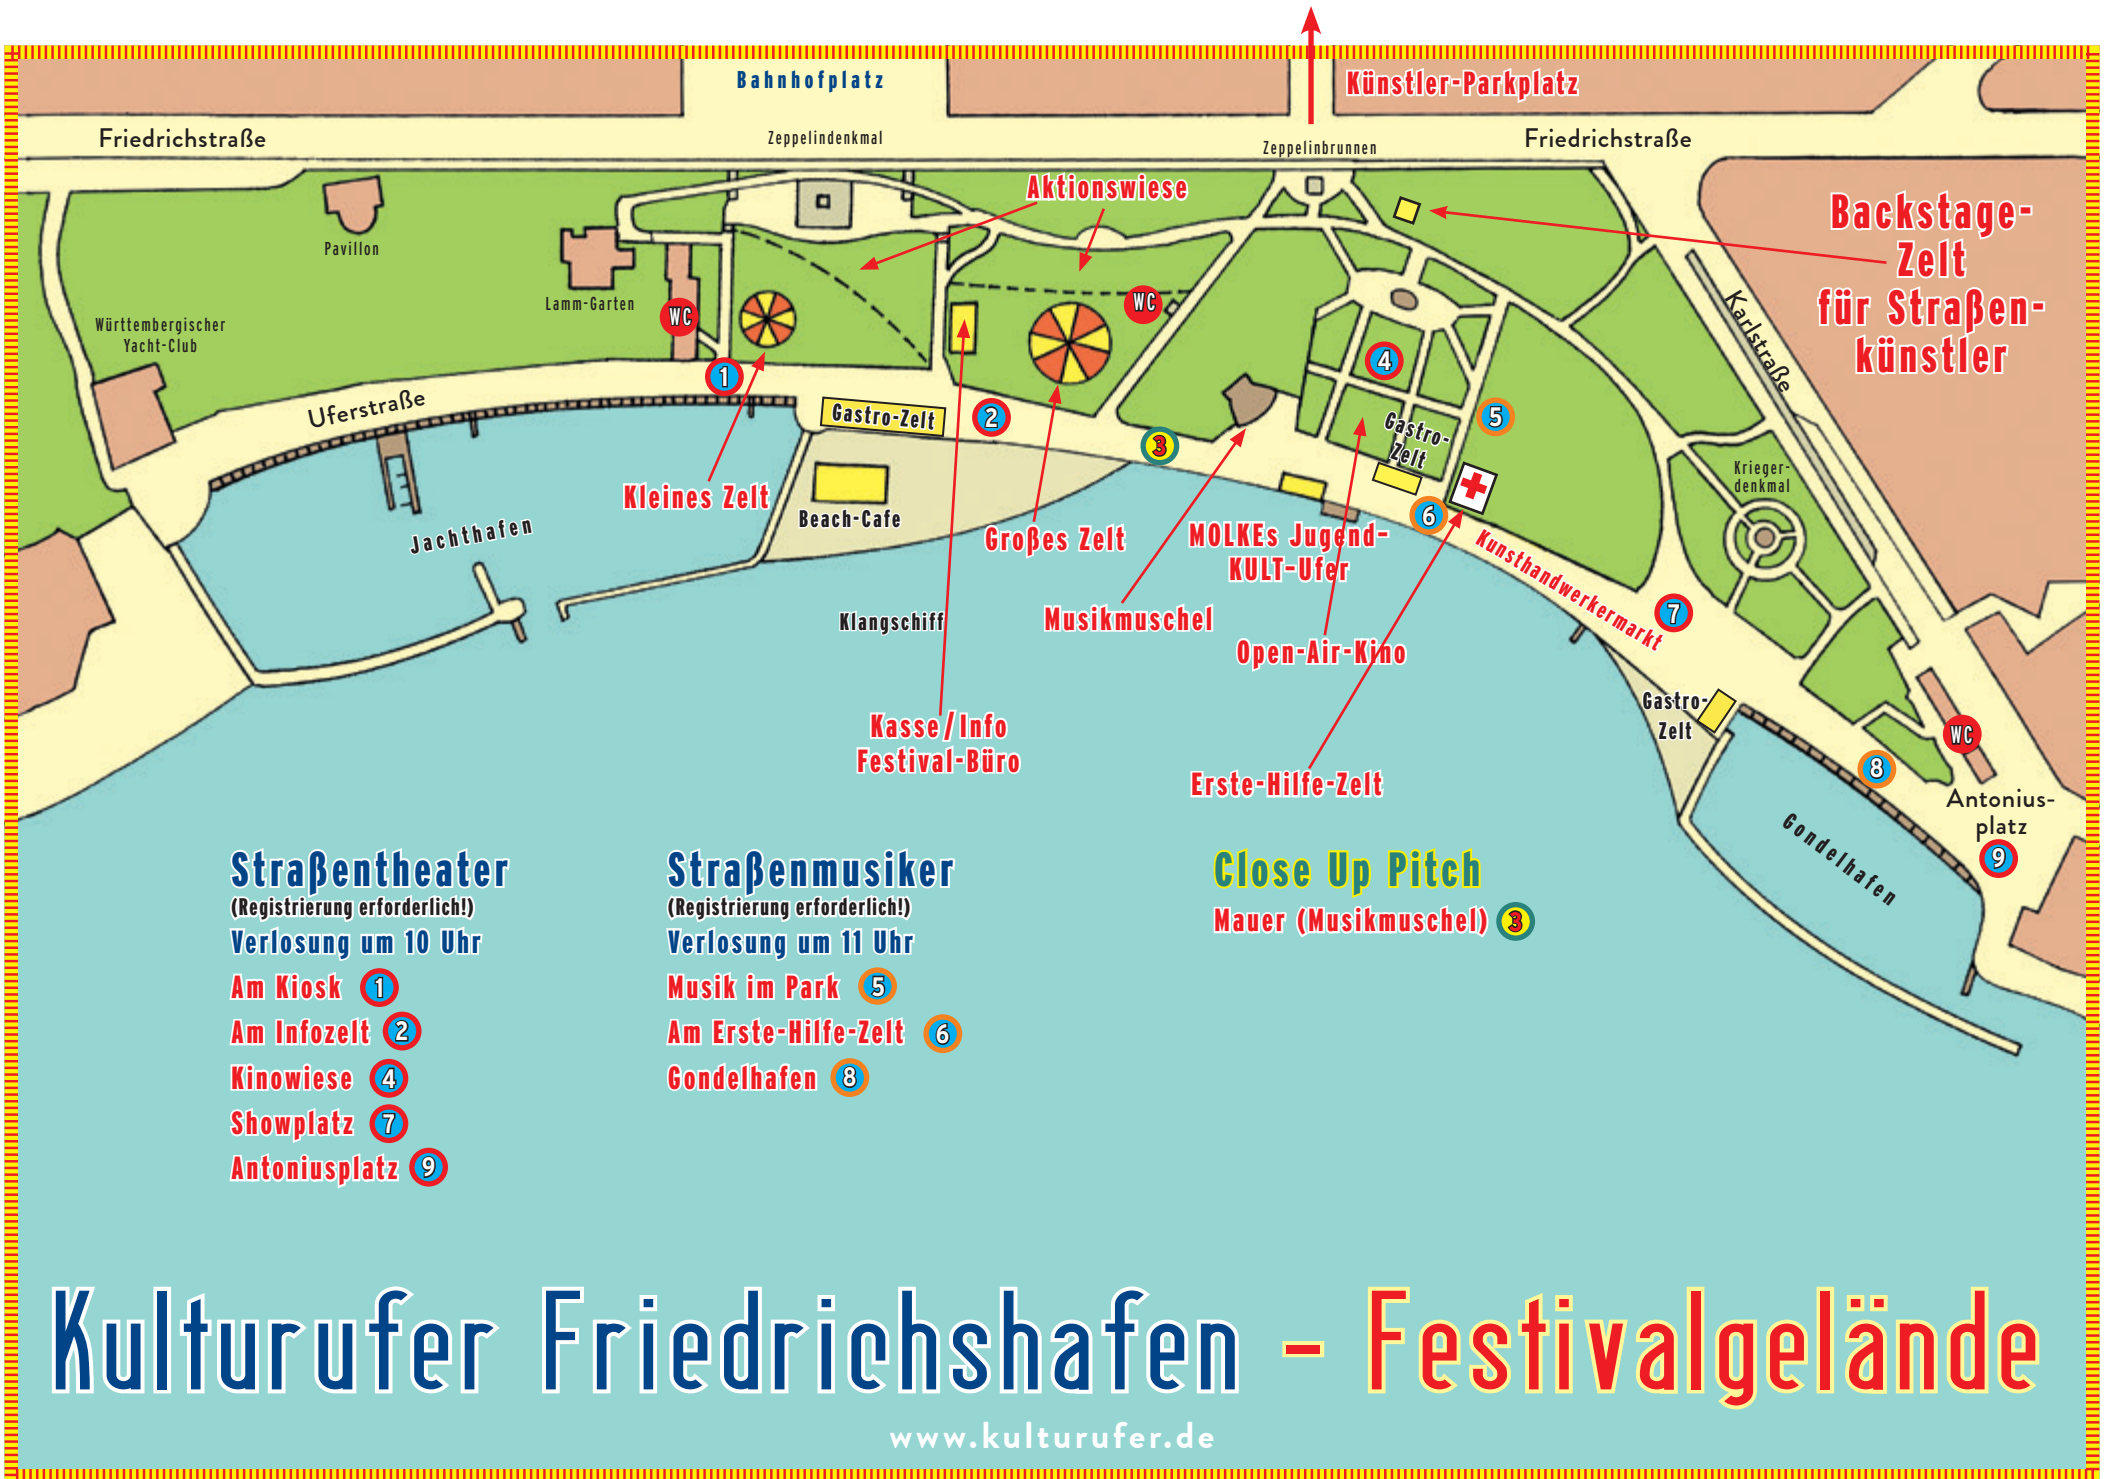 Bahnhofplatz
Künstler-Parkplatz
Friedrichstraße
Zeppelindenkmal
Zeppelinbrunnen
Friedrichstraße
Aktionswiese
Backstage-
Zelt
für Straßen-
künstler
Pavillon
Lamm-Garten
Württembergischer
Yacht-Club
WC
WC
Karlstraße
1
4
Uferstraße
Gastro-Zelt
2
3
Gastro-
Zelt
5
Krieger-
denkmal
Kleines Zelt
Beach-Cafe
Jachthafen
Großes Zelt
MOLKEs Jugend-
KULT-Ufer
6
Kunsthandwerkermarkt
7
Klangschiff
Musikmuschel
Open-Air-Kino
Kasse/Info
Festival-Büro
Erste-Hilfe-Zelt
Gastro-
Zelt
WC
8
Antonius-
platz
9
Gondelhafen
Straßentheater
(Registrierung erforderlich!)
Verlosung um 10 Uhr
Am Kiosk 1
Am Infozelt 2
Kinowiese 4
Showplatz 7
Antoniusplatz 9
Straßenmusiker
(Registrierung erforderlich!)
Verlosung um 11 Uhr
Musik im Park 5
Am Erste-Hilfe-Zelt 6
Gondelhafen 8
Close Up Pitch
Mauer (Musikmuschel) 3
Kulturufer Friedrichshafen – Festivalgelände
www.kulturufer.de